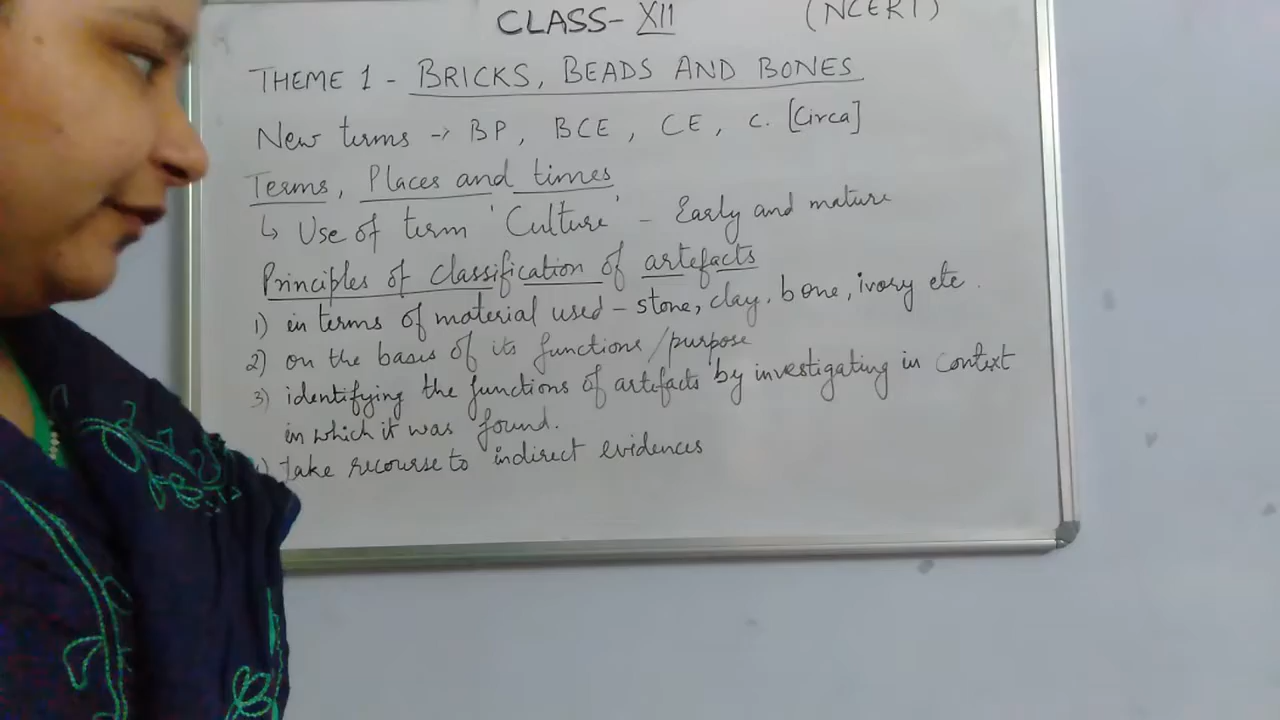 CLASS- XII (NCERT)
THEME 1 - BRICKS, BEADS AND BONES
New terms → BP, BCE, CE, c. [Circa]
Terms, Places and times
↳ Use of term 'Culture' - Early and mature
Principles of classification of artefacts
1) in terms of material used - stone, clay, bone, ivory etc.
2) on the basis of its functions/purpose
3) identifying the functions of artefacts by investigating in context
in which it was found.
) take recourse to indirect evidences